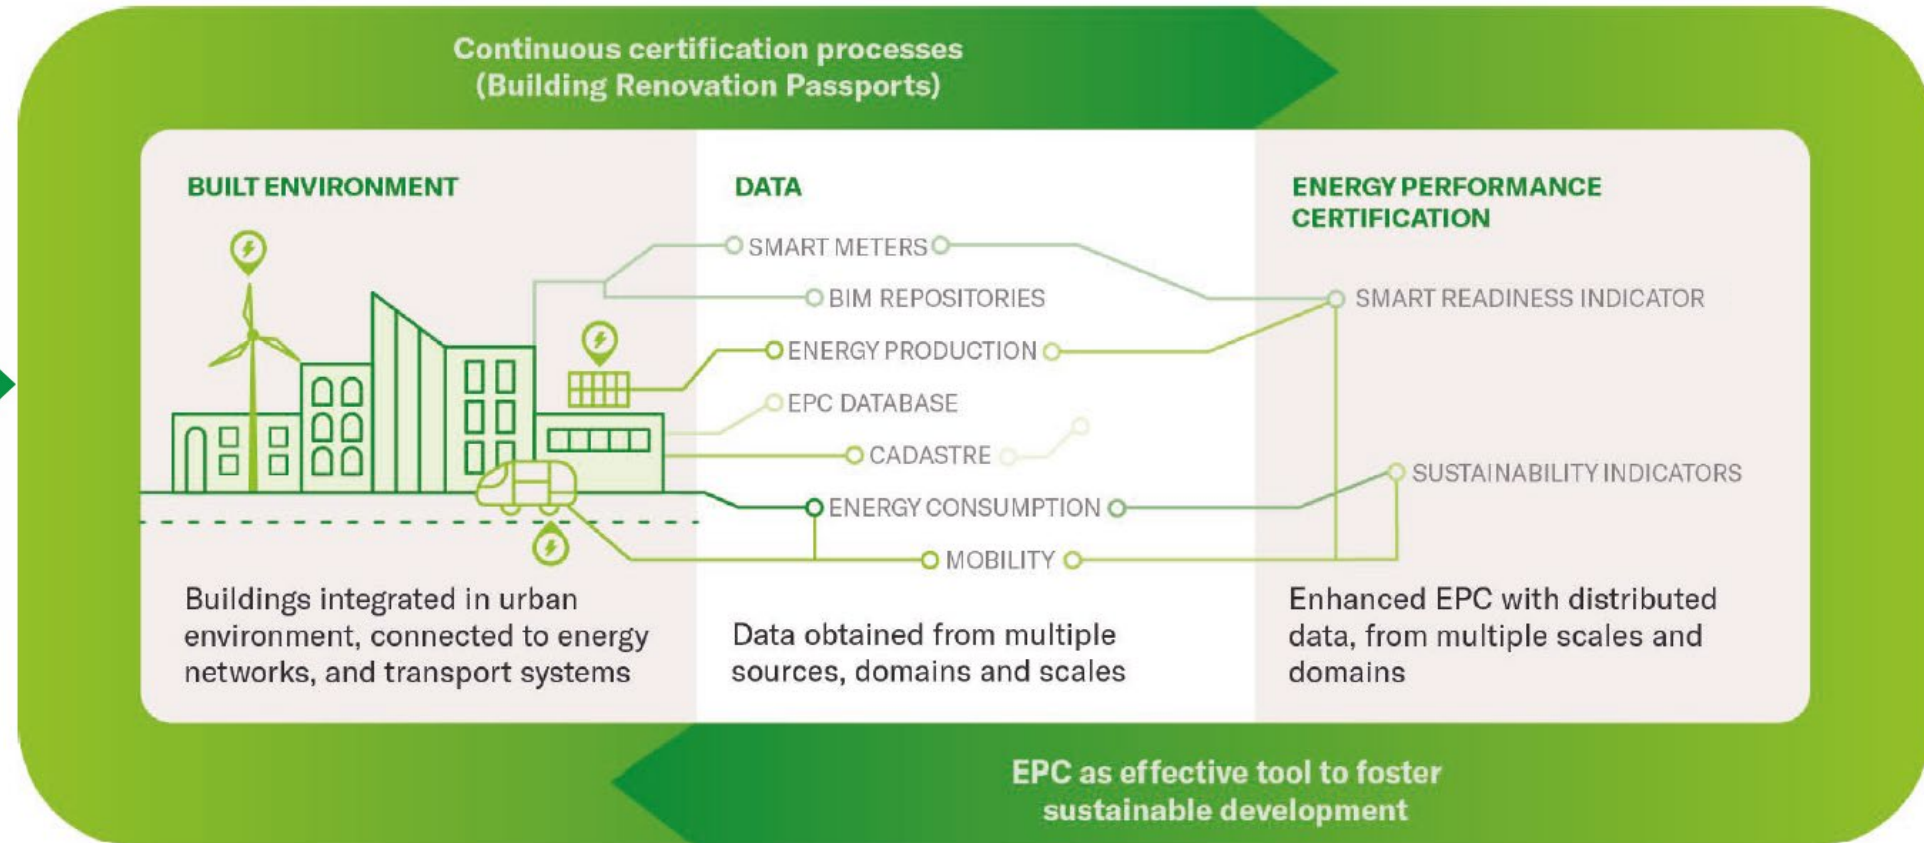 Continuous certification processes
(Building Renovation Passports)
BUILT ENVIRONMENT
Buildings integrated in urban
environment, connected to energy
networks, and transport systems
DATA
SMART METERS
BIM REPOSITORIES
ENERGY PRODUCTION
EPC DATABASE
CADASTRE
ENERGY CONSUMPTION
MOBILITY
Data obtained from multiple
sources, domains and scales
ENERGY PERFORMANCE
CERTIFICATION
SMART READINESS INDICATOR
SUSTAINABILITY INDICATORS
Enhanced EPC with distributed
data, from multiple scales and
domains
EPC as effective tool to foster
sustainable development